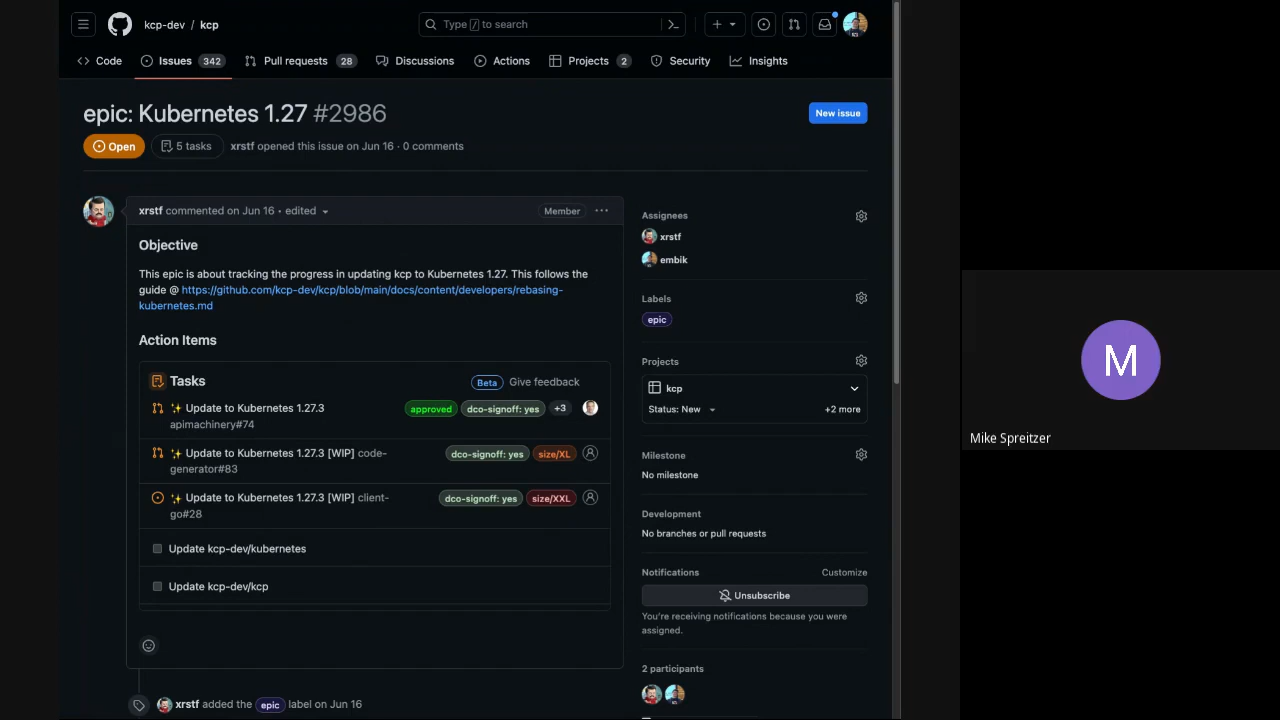 kcp-dev / kcp
Type / to search
Code
Issues 342
Pull requests 28
Discussions
Actions
Projects 2
Security
Insights
epic: Kubernetes 1.27 #2986
New issue
Open
5 tasks
xrstf opened this issue on Jun 16 · 0 comments
xrstf commented on Jun 16 • edited
Member
Objective
This epic is about tracking the progress in updating kcp to Kubernetes 1.27. This follows the
guide @ https://github.com/kcp-dev/kcp/blob/main/docs/content/developers/rebasing-
kubernetes.md
Action Items
Tasks
Beta Give feedback
✨ Update to Kubernetes 1.27.3
apimachinery#74
approved dco-signoff: yes +3
✨ Update to Kubernetes 1.27.3 [WIP] code-
generator#83
dco-signoff: yes size/XL
✨ Update to Kubernetes 1.27.3 [WIP] client-
go#28
dco-signoff: yes size/XXL
Update kcp-dev/kubernetes
Update kcp-dev/kcp
xrstf added the epic label on Jun 16
Assignees
xrstf
embik
Labels
epic
Projects
kcp
Status: New
+2 more
Milestone
No milestone
Development
No branches or pull requests
Notifications
Customize
Unsubscribe
You're receiving notifications because you were
assigned.
2 participants
M
Mike Spreitzer